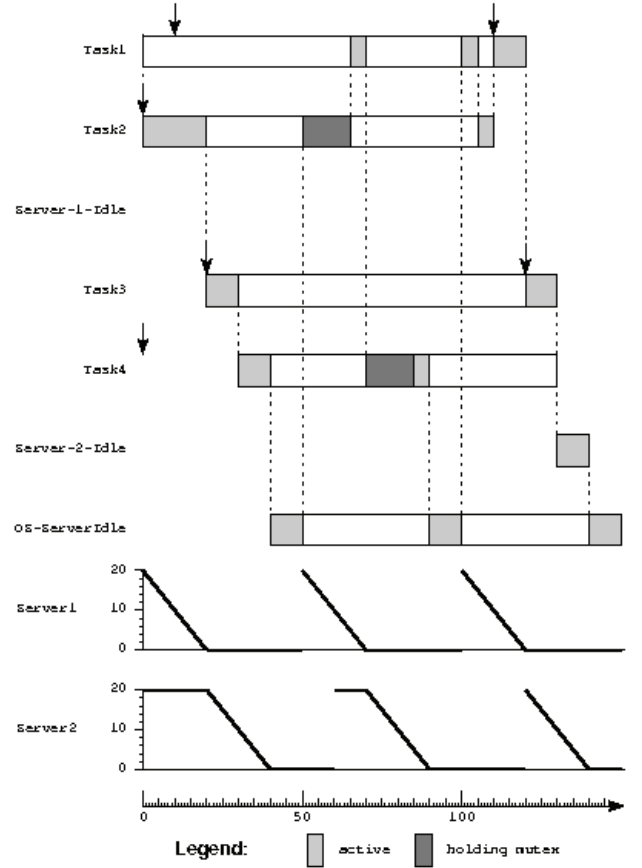 Task1
Task2
Server-1-Idle
Task3
Task4
Server-2-Idle
OS-ServerIdle
20
10
0
Server1
20
10
0
Server2
0 50 100
Legend: active holding mutex